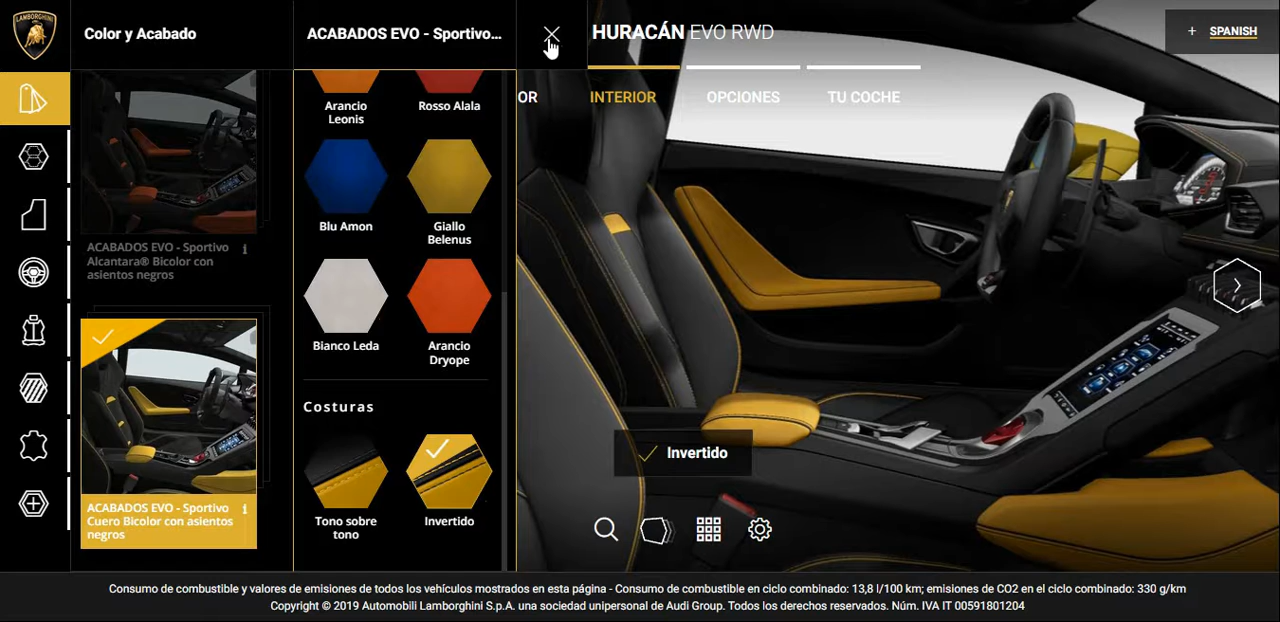 LAMBORGHINI
Color y Acabado
ACABADOS EVO - Sportivo...
HURACÁN EVO RWD
+ SPANISH
OR
INTERIOR
OPCIONES
TU COCHE
ACABADOS EVO - Sportivo
Alcantara® Bicolor con
asientos negros
i
ACABADOS EVO - Sportivo
Cuero Bicolor con asientos
negros
i
Arancio
Leonis
Rosso Alala
Blu Amon
Giallo
Belenus
Bianco Leda
Arancio
Dryope
Costuras
Tono sobre
tono
Invertido
Invertido
Consumo de combustible y valores de emisiones de todos los vehículos mostrados en esta página - Consumo de combustible en ciclo combinado: 13,8 l/100 km; emisiones de CO2 en el ciclo combinado: 330 g/km
Copyright © 2019 Automobili Lamborghini S.p.A. una sociedad unipersonal de Audi Group. Todos los derechos reservados. Núm. IVA IT 00591801204